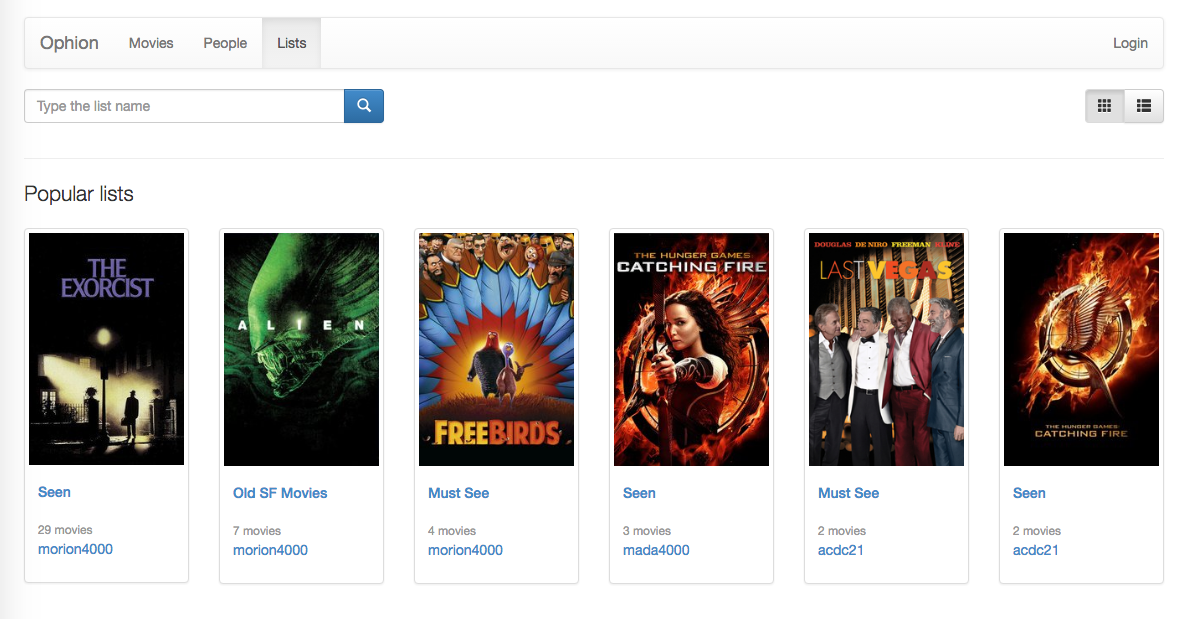 Ophion Movies People Lists Login
Type the list name
Popular lists
THE
EXORCIST
Seen
29 movies
morion4000
ALIEN
Old SF Movies
7 movies
morion4000
FREEBIRDS
Must See
4 movies
morion4000
THE HUNGER GAMES:
CATCHING FIRE
Seen
3 movies
mada4000
DOUGLAS DE NIRO FREEMAN KLINE
LAST VEGAS
Must See
2 movies
acdc21
THE HUNGER GAMES:
CATCHING FIRE
Seen
2 movies
acdc21